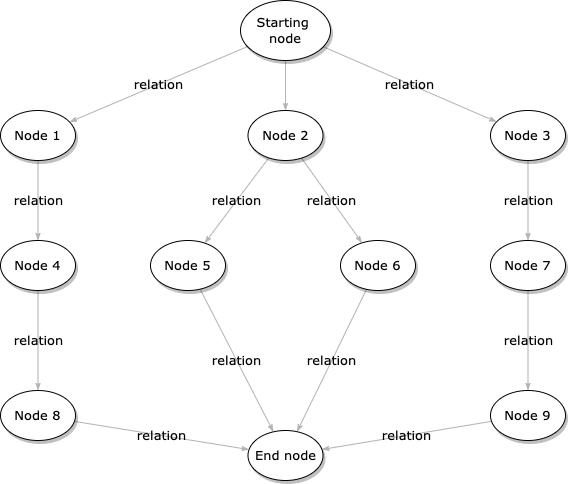 Starting
node
relation
relation
Node 1
Node 2
Node 3
relation
relation
relation
relation
Node 4
Node 5
Node 6
Node 7
relation
relation
relation
relation
Node 8
Node 9
relation
relation
End node